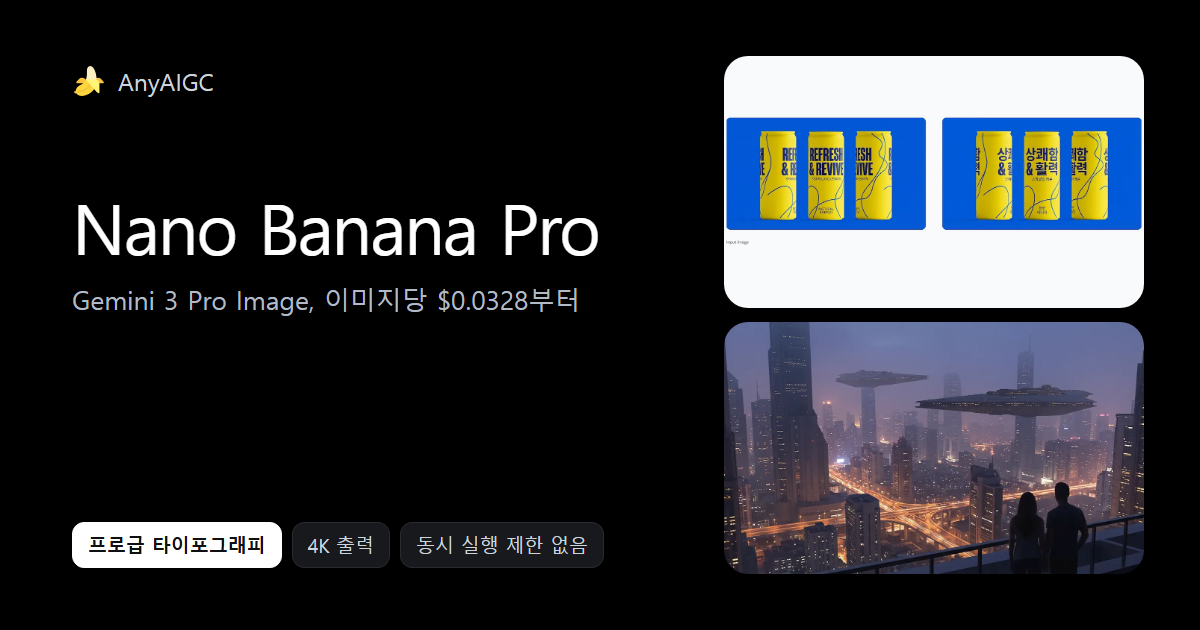 AnyAIGC
Nano Banana Pro
Gemini 3 Pro Image, 이미지당 $0.0328부터
프로급 타이포그래피
4K 출력
동시 실행 제한 없음
REFRESH
& REVIVE
상쾌함
& 활력
Input Image